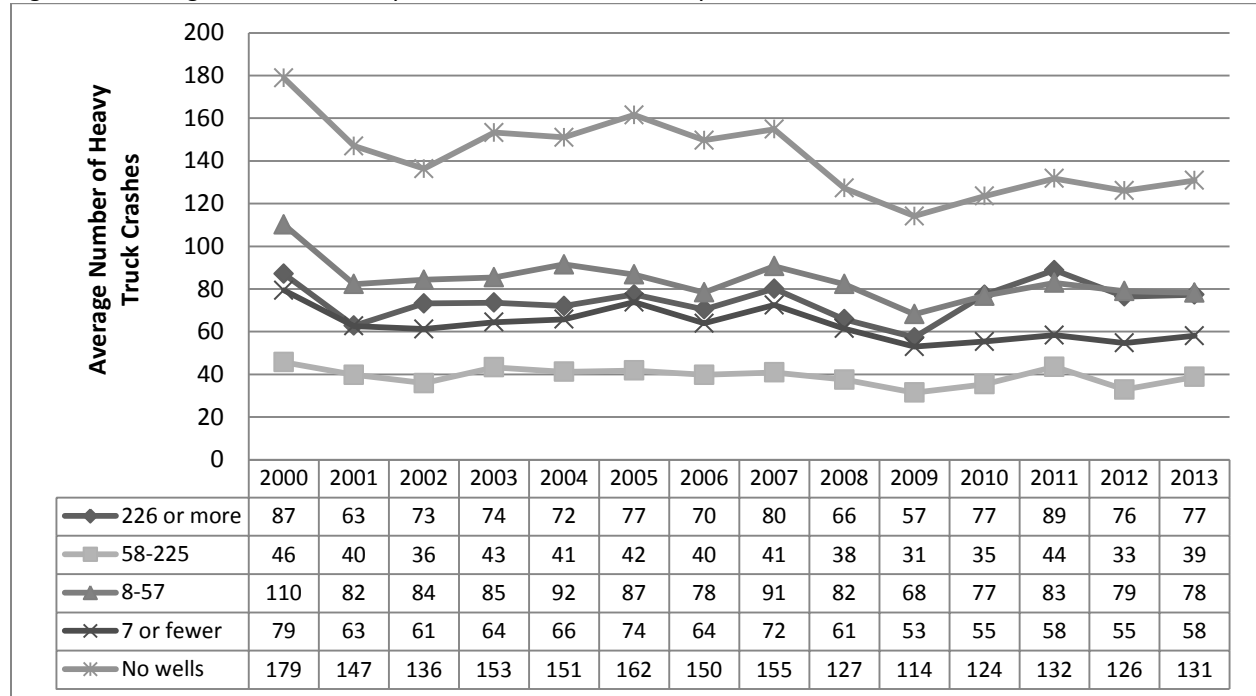 200
180
160
140
120
100
80
60
40
20
0
Average Number of Heavy
Truck Crashes
2000 2001 2002 2003 2004 2005 2006 2007 2008 2009 2010 2011 2012 2013
226 or more 87 63 73 74 72 77 70 80 66 57 77 89 76 77
58-225 46 40 36 43 41 42 40 41 38 31 35 44 33 39
8-57 110 82 84 85 92 87 78 91 82 68 77 83 79 78
7 or fewer 79 63 61 64 66 74 64 72 61 53 55 58 55 58
No wells 179 147 136 153 151 162 150 155 127 114 124 132 126 131